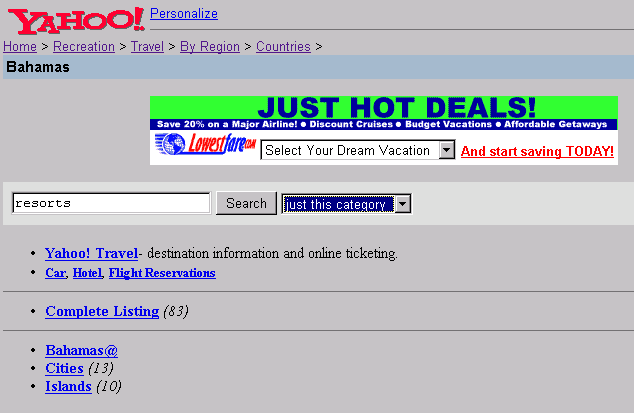 YAHOO! Personalize
Home > Recreation > Travel > By Region > Countries >
Bahamas
JUST HOT DEALS!
Save 20% on a Major Airline! • Discount Cruises • Budget Vacations • Affordable Getaways
Lowestfare.com Select Your Dream Vacation And start saving TODAY!
resorts Search just this category
• Yahoo! Travel- destination information and online ticketing.
• Car, Hotel, Flight Reservations
• Complete Listing (83)
• Bahamas@
• Cities (13)
• Islands (10)